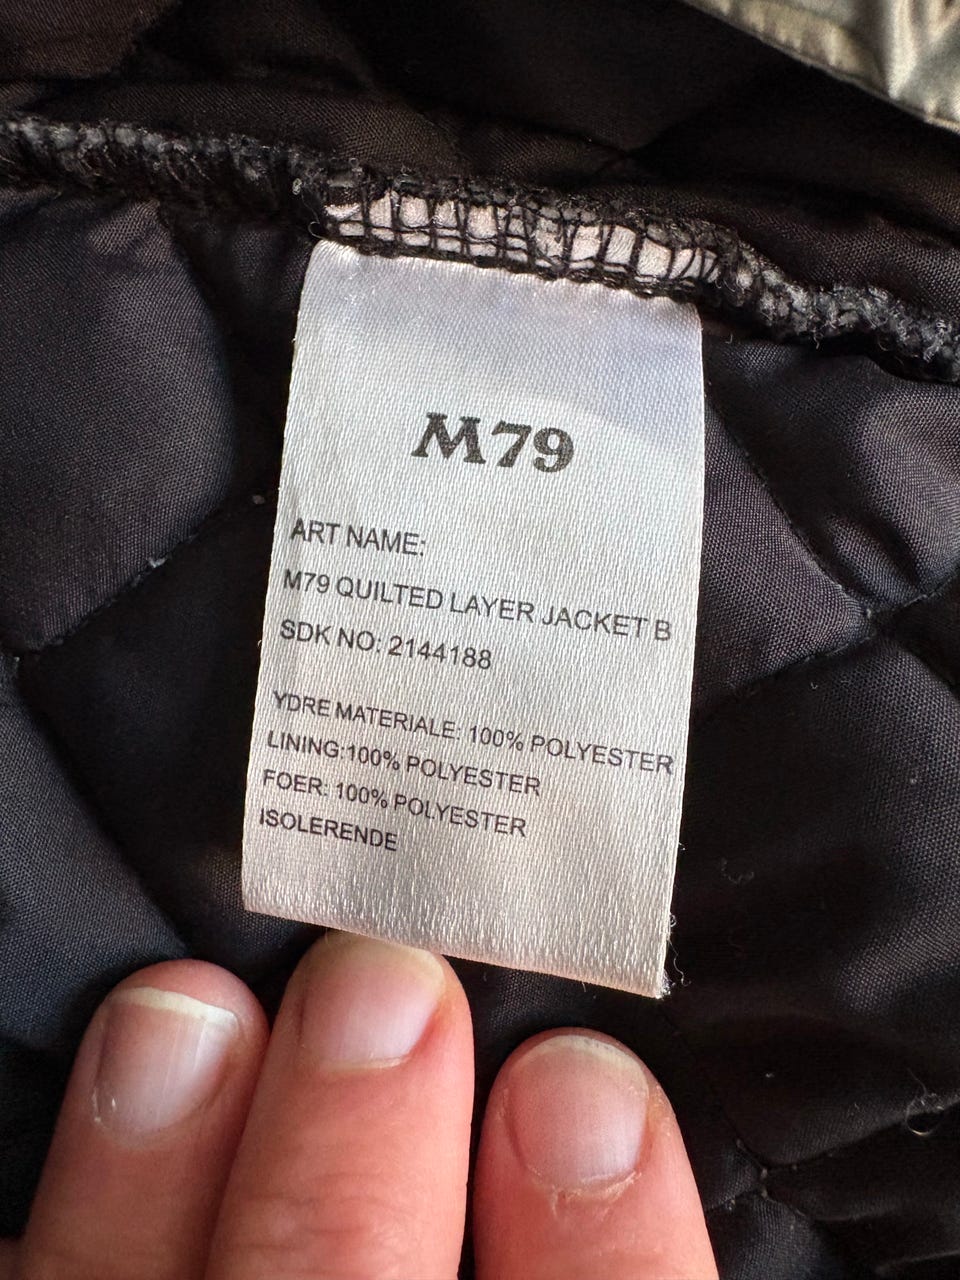 M79
ART NAME:
M79 QUILTED LAYER JACKET B
SDK NO: 2144188
YDRE MATERIALE: 100% POLYESTER
LINING:100% POLYESTER
FOER: 100% POLYESTER
ISOLERENDE